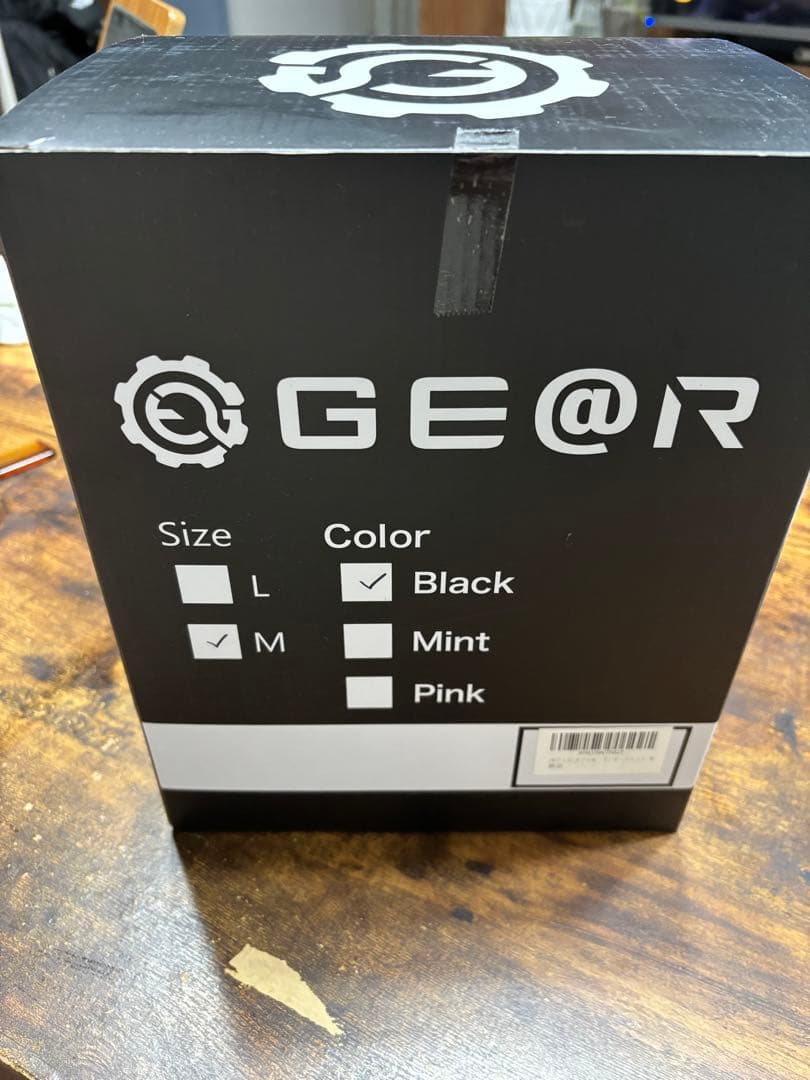 GE@R
Size
Color
L
Black
M
Mint
Pink